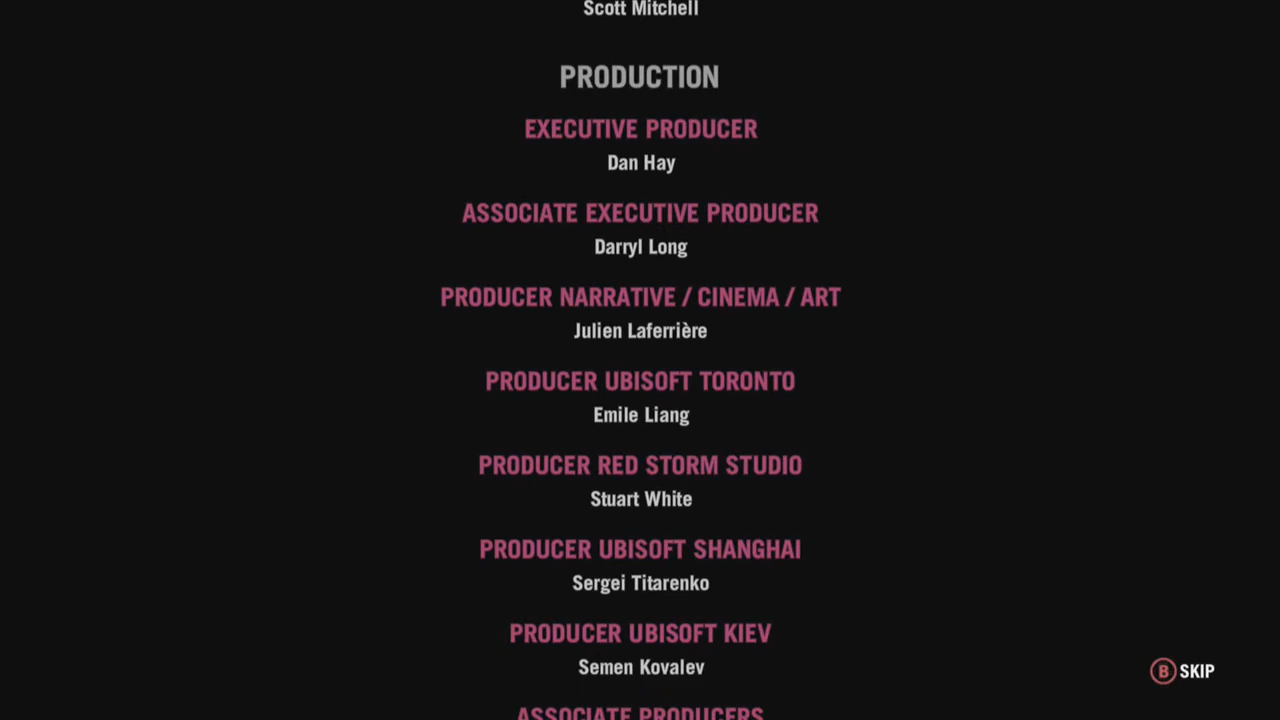 Scott Mitchell
PRODUCTION
EXECUTIVE PRODUCER
Dan Hay
ASSOCIATE EXECUTIVE PRODUCER
Darryl Long
PRODUCER NARRATIVE / CINEMA / ART
Julien Laferrière
PRODUCER UBISOFT TORONTO
Emile Liang
PRODUCER RED STORM STUDIO
Stuart White
PRODUCER UBISOFT SHANGHAI
Sergei Titarenko
PRODUCER UBISOFT KIEV
Semen Kovalev
B SKIP
ASSOCIATE PRODUCERS